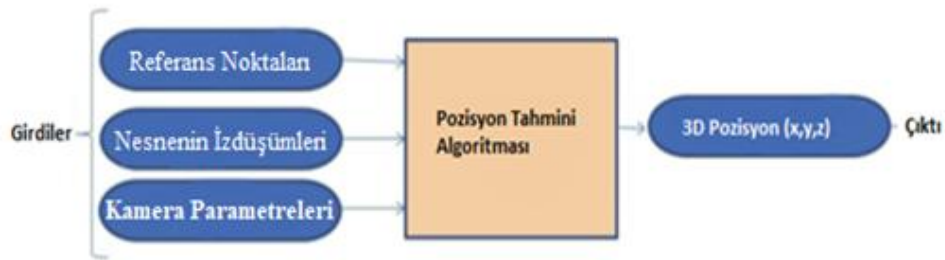 Girdiler
Referans Noktaları
Nesnenin İzdüşümleri
Kamera Parametreleri
Pozisyon Tahmini
Algoritması
3D Pozisyon (x,y,z)
Çıktı